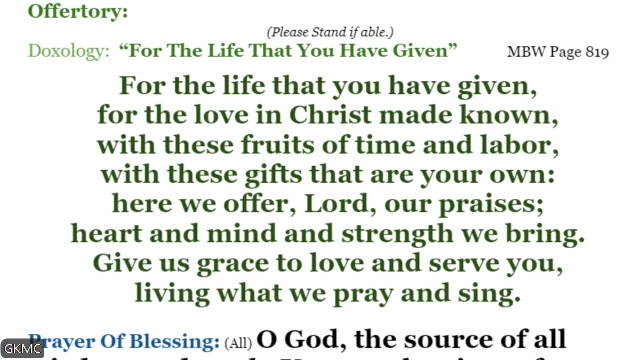 Offertory:
(Please Stand if able.)
Doxology: “For The Life That You Have Given” MBW Page 819
For the life that you have given,
for the love in Christ made known,
with these fruits of time and labor,
with these gifts that are your own:
here we offer, Lord, our praises;
heart and mind and strength we bring.
Give us grace to love and serve you,
living what we pray and sing.
Prayer Of Blessing: (All) O God, the source of all
GKMC